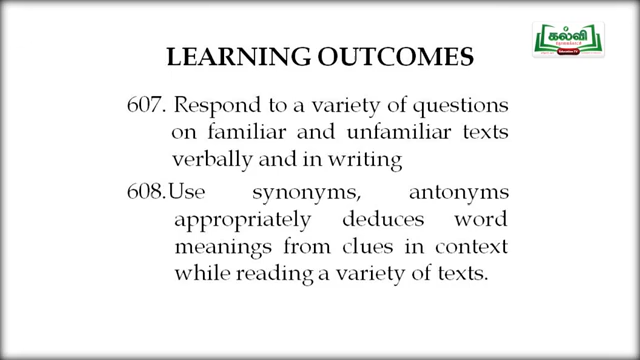 LEARNING OUTCOMES
கல்வி
607. Respond to a variety of questions
on familiar and unfamiliar texts
verbally and in writing
608.Use synonyms, antonyms
appropriately deduces word
meanings from clues in context
while reading a variety of texts.